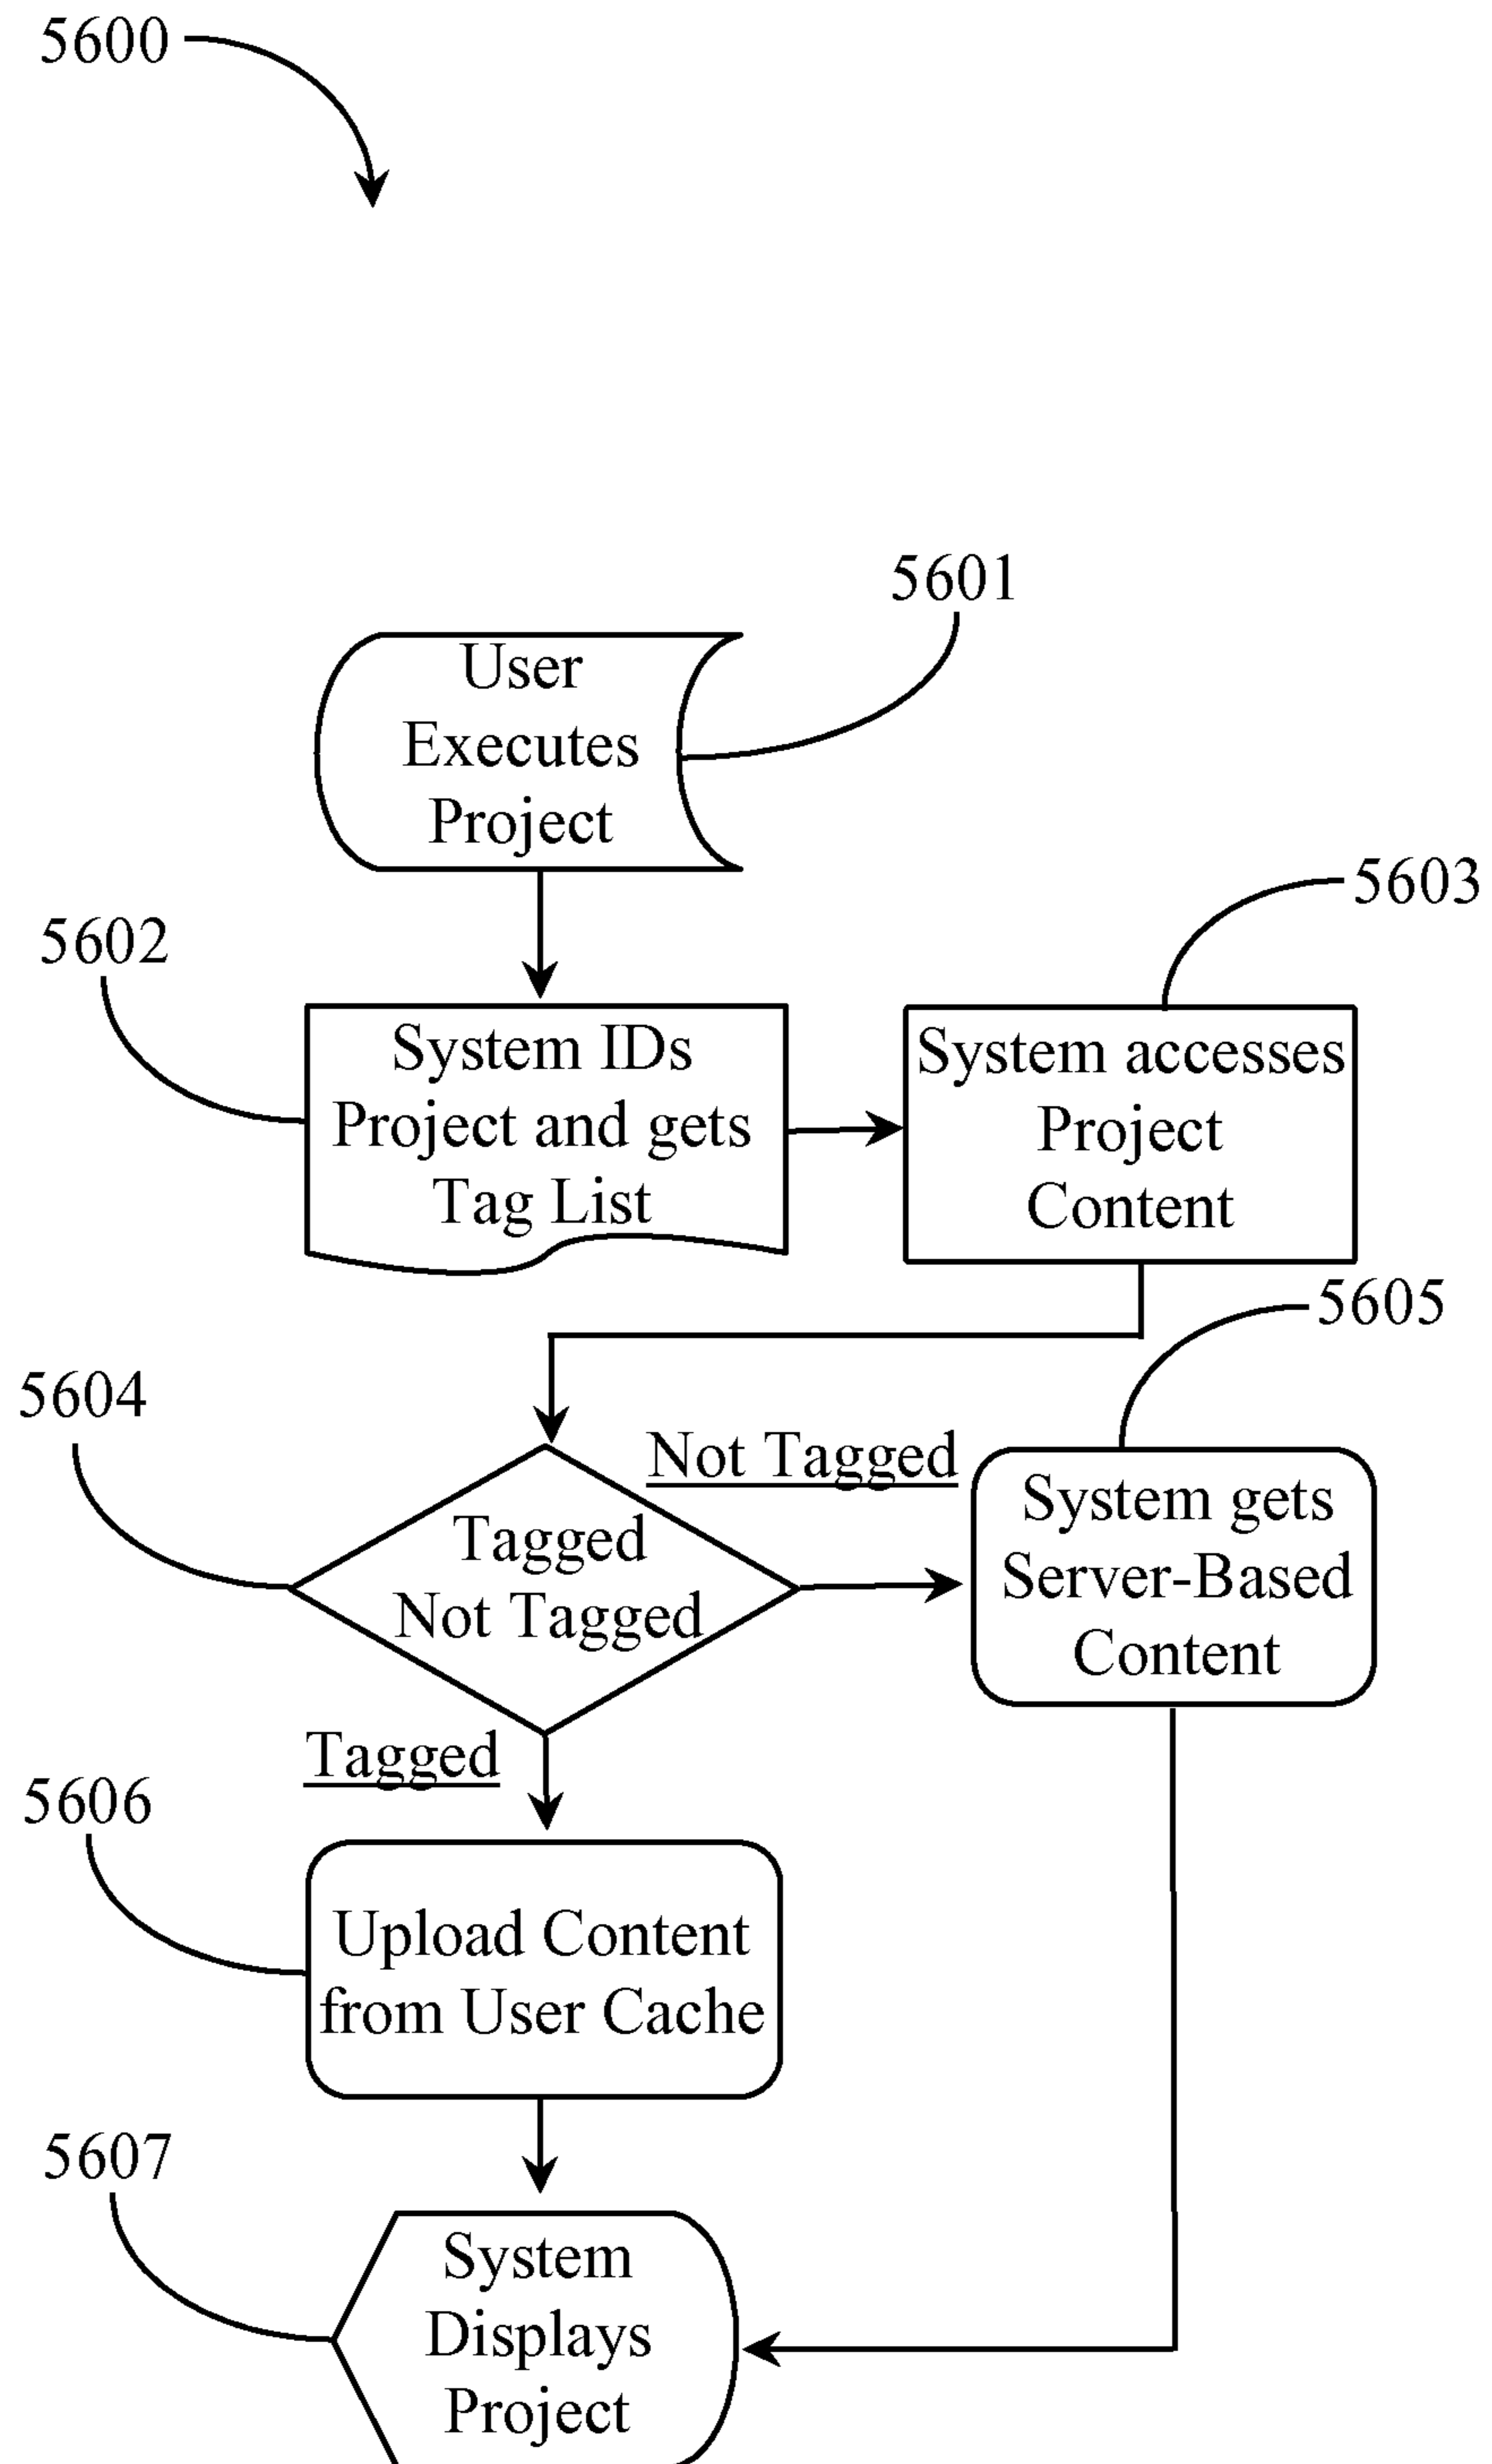 5600
5601
User
Executes
Project
5602
5603
System IDs
Project and gets
Tag List
System accesses
Project
Content
5605
5604
Not Tagged
Tagged
Not Tagged
System gets
Server-Based
Content
Tagged
5606
Upload Content
from User Cache
5607
System
Displays
Project